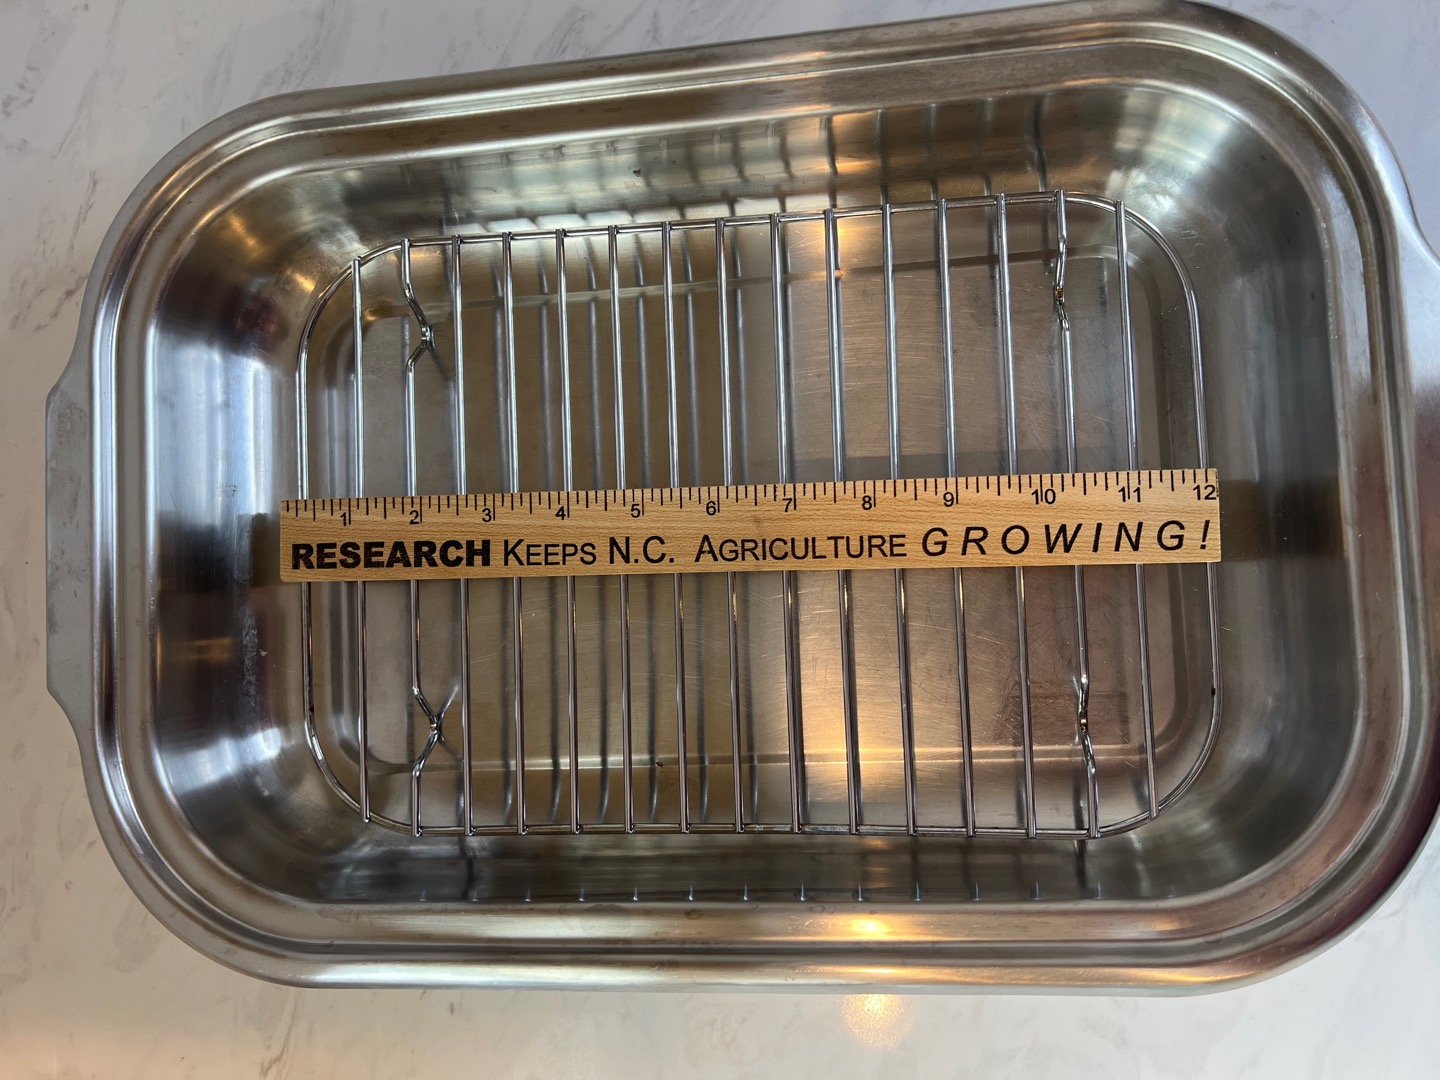 1 2 3 4 5 6 7 8 9 10 11 12
RESEARCH KEEPS N.C. AGRICULTURE GROWING!